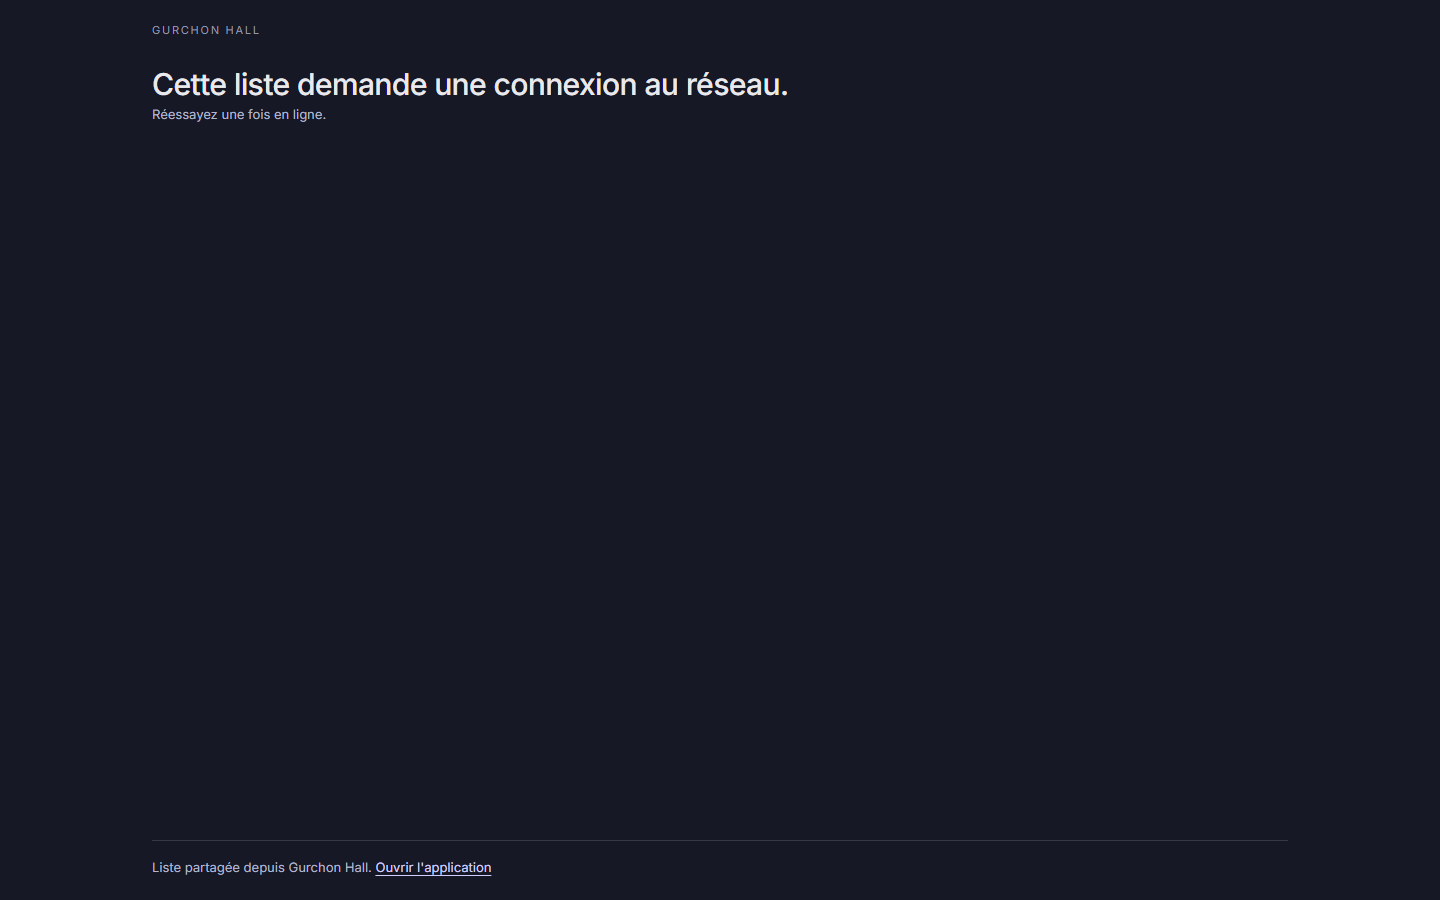 GURCHON HALL
Cette liste demande une connexion au réseau.
Réessayez une fois en ligne.
Liste partagée depuis Gurchon Hall. Ouvrir l'application